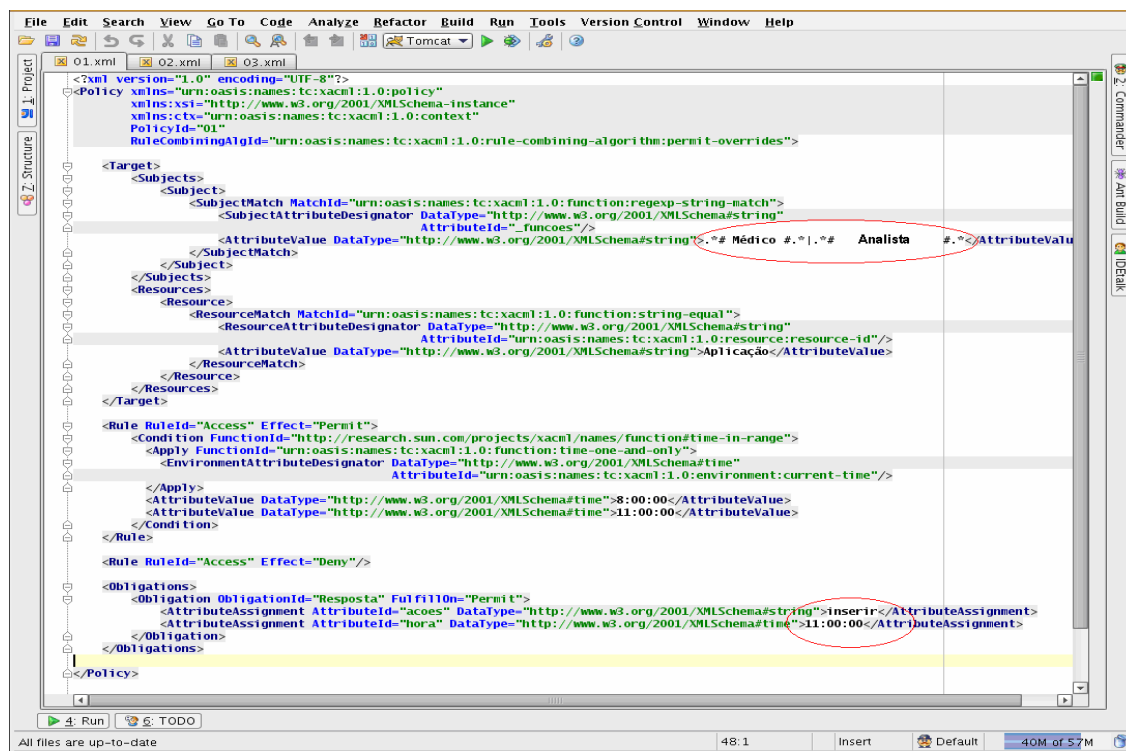 File Edit Search View Go To Code Analyze Refactor Build Run Tools Version Control Window Help
Tomcat
01.xml 02.xml 03.xml
1: Project
Z: Structure
2: Commander
Ant Build
IDEtalk
<?xml version="1.0" encoding="UTF-8"?>
<Policy xmlns="urn:oasis:names:tc:xacml:1.0:policy"
xmlns:xsi="http://www.w3.org/2001/XMLSchema-instance"
xmlns:ctx="urn:oasis:names:tc:xacml:1.0:context"
PolicyId="01"
RuleCombiningAlgId="urn:oasis:names:tc:xacml:1.0:rule-combining-algorithm:permit-overrides">
<Target>
<Subjects>
<Subject>
<SubjectMatch MatchId="urn:oasis:names:tc:xacml:1.0:function:regexp-string-match">
<SubjectAttributeDesignator DataType="http://www.w3.org/2001/XMLSchema#string"
AttributeId="_funcoes"/>
<AttributeValue DataType="http://www.w3.org/2001/XMLSchema#string">.*# Médico #.*|.*# Analista #.*</AttributeValu
</SubjectMatch>
</Subject>
</Subjects>
<Resources>
<Resource>
<ResourceMatch MatchId="urn:oasis:names:tc:xacml:1.0:function:string-equal">
<ResourceAttributeDesignator DataType="http://www.w3.org/2001/XMLSchema#string"
AttributeId="urn:oasis:names:tc:xacml:1.0:resource:resource-id"/>
<AttributeValue DataType="http://www.w3.org/2001/XMLSchema#string">Aplicação</AttributeValue>
</ResourceMatch>
</Resource>
</Resources>
</Target>
<Rule RuleId="Access" Effect="Permit">
<Condition FunctionId="http://research.sun.com/projects/xacml/names/function#time-in-range">
<Apply FunctionId="urn:oasis:names:tc:xacml:1.0:function:time-one-and-only">
<EnvironmentAttributeDesignator DataType="http://www.w3.org/2001/XMLSchema#time"
AttributeId="urn:oasis:names:tc:xacml:1.0:environment:current-time"/>
</Apply>
<AttributeValue DataType="http://www.w3.org/2001/XMLSchema#time">8:00:00</AttributeValue>
<AttributeValue DataType="http://www.w3.org/2001/XMLSchema#time">11:00:00</AttributeValue>
</Condition>
</Rule>
<Rule RuleId="Access" Effect="Deny"/>
<Obligations>
<Obligation ObligationId="Resposta" FulfillOn="Permit">
<AttributeAssignment AttributeId="acoes" DataType="http://www.w3.org/2001/XMLSchema#string">inserir</AttributeAssignment>
<AttributeAssignment AttributeId="hora" DataType="http://www.w3.org/2001/XMLSchema#time">11:00:00</AttributeAssignment>
</Obligation>
</Obligations>
</Policy>
4: Run 6: TODO
All files are up-to-date 48:1 Insert Default 40M of 57M